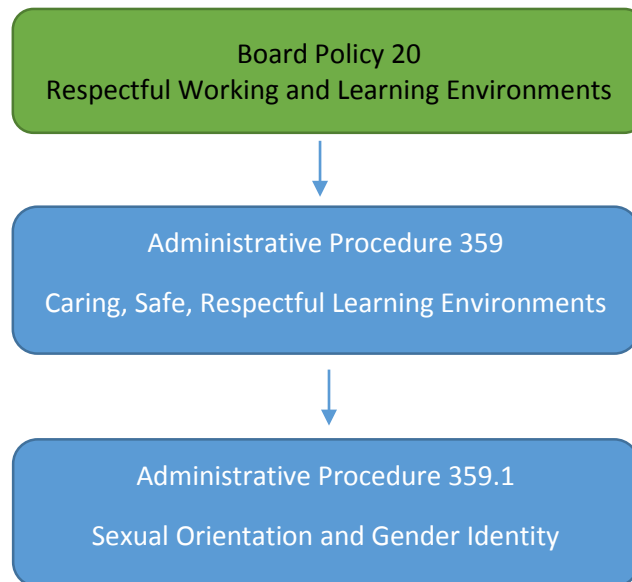 Board Policy 20
Respectful Working and Learning Environments
Administrative Procedure 359
Caring, Safe, Respectful Learning Environments
Administrative Procedure 359.1
Sexual Orientation and Gender Identity